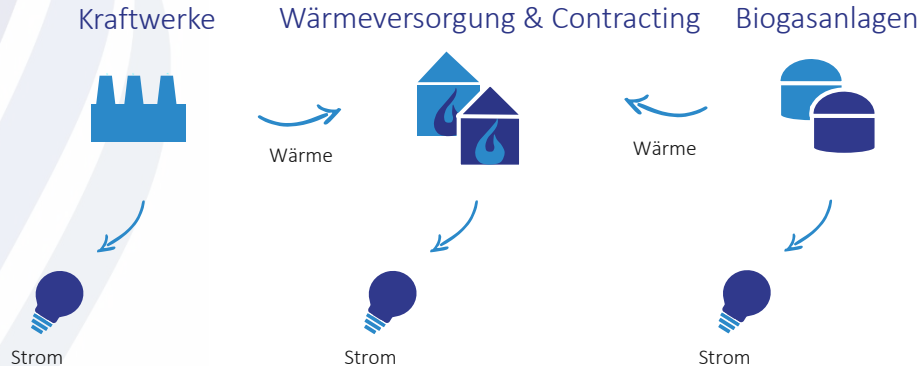 Kraftwerke
Wärmeversorgung & Contracting
Biogasanlagen
Wärme
Wärme
Strom
Strom
Strom